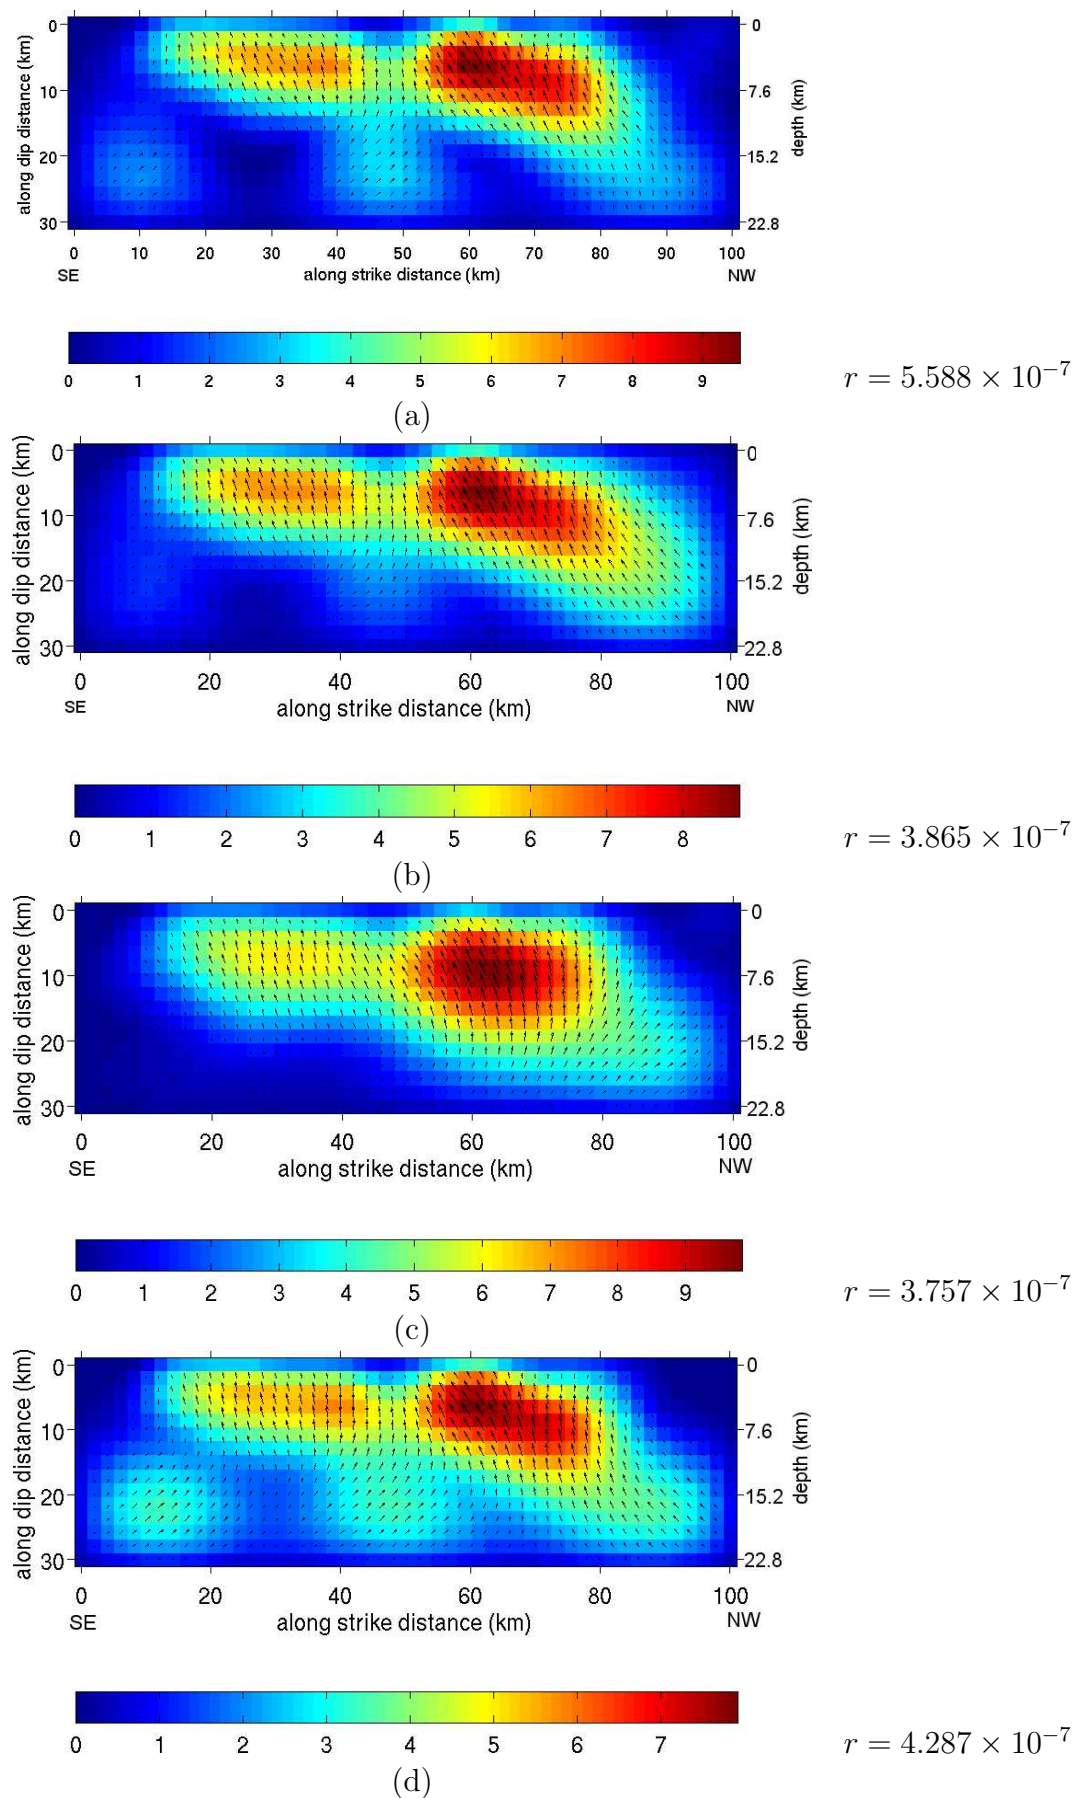 0 0
10 7.6
20 15.2
30 22.8
along dip distance (km)
depth (km)
0 10 20 30 40 50 60 70 80 90 100
SE along strike distance (km) NW
0 1 2 3 4 5 6 7 8 9
r = 5.588 × 10⁻⁷
(a)
0 0
10 7.6
20 15.2
30 22.8
along dip distance (km)
depth (km)
0 20 40 60 80 100
SE along strike distance (km) NW
0 1 2 3 4 5 6 7 8
r = 3.865 × 10⁻⁷
(b)
0 0
10 7.6
20 15.2
30 22.8
along dip distance (km)
depth (km)
0 20 40 60 80 100
SE along strike distance (km) NW
0 1 2 3 4 5 6 7 8 9
r = 3.757 × 10⁻⁷
(c)
0 0
10 7.6
20 15.2
30 22.8
along dip distance (km)
depth (km)
0 20 40 60 80 100
SE along strike distance (km) NW
0 1 2 3 4 5 6 7
r = 4.287 × 10⁻⁷
(d)